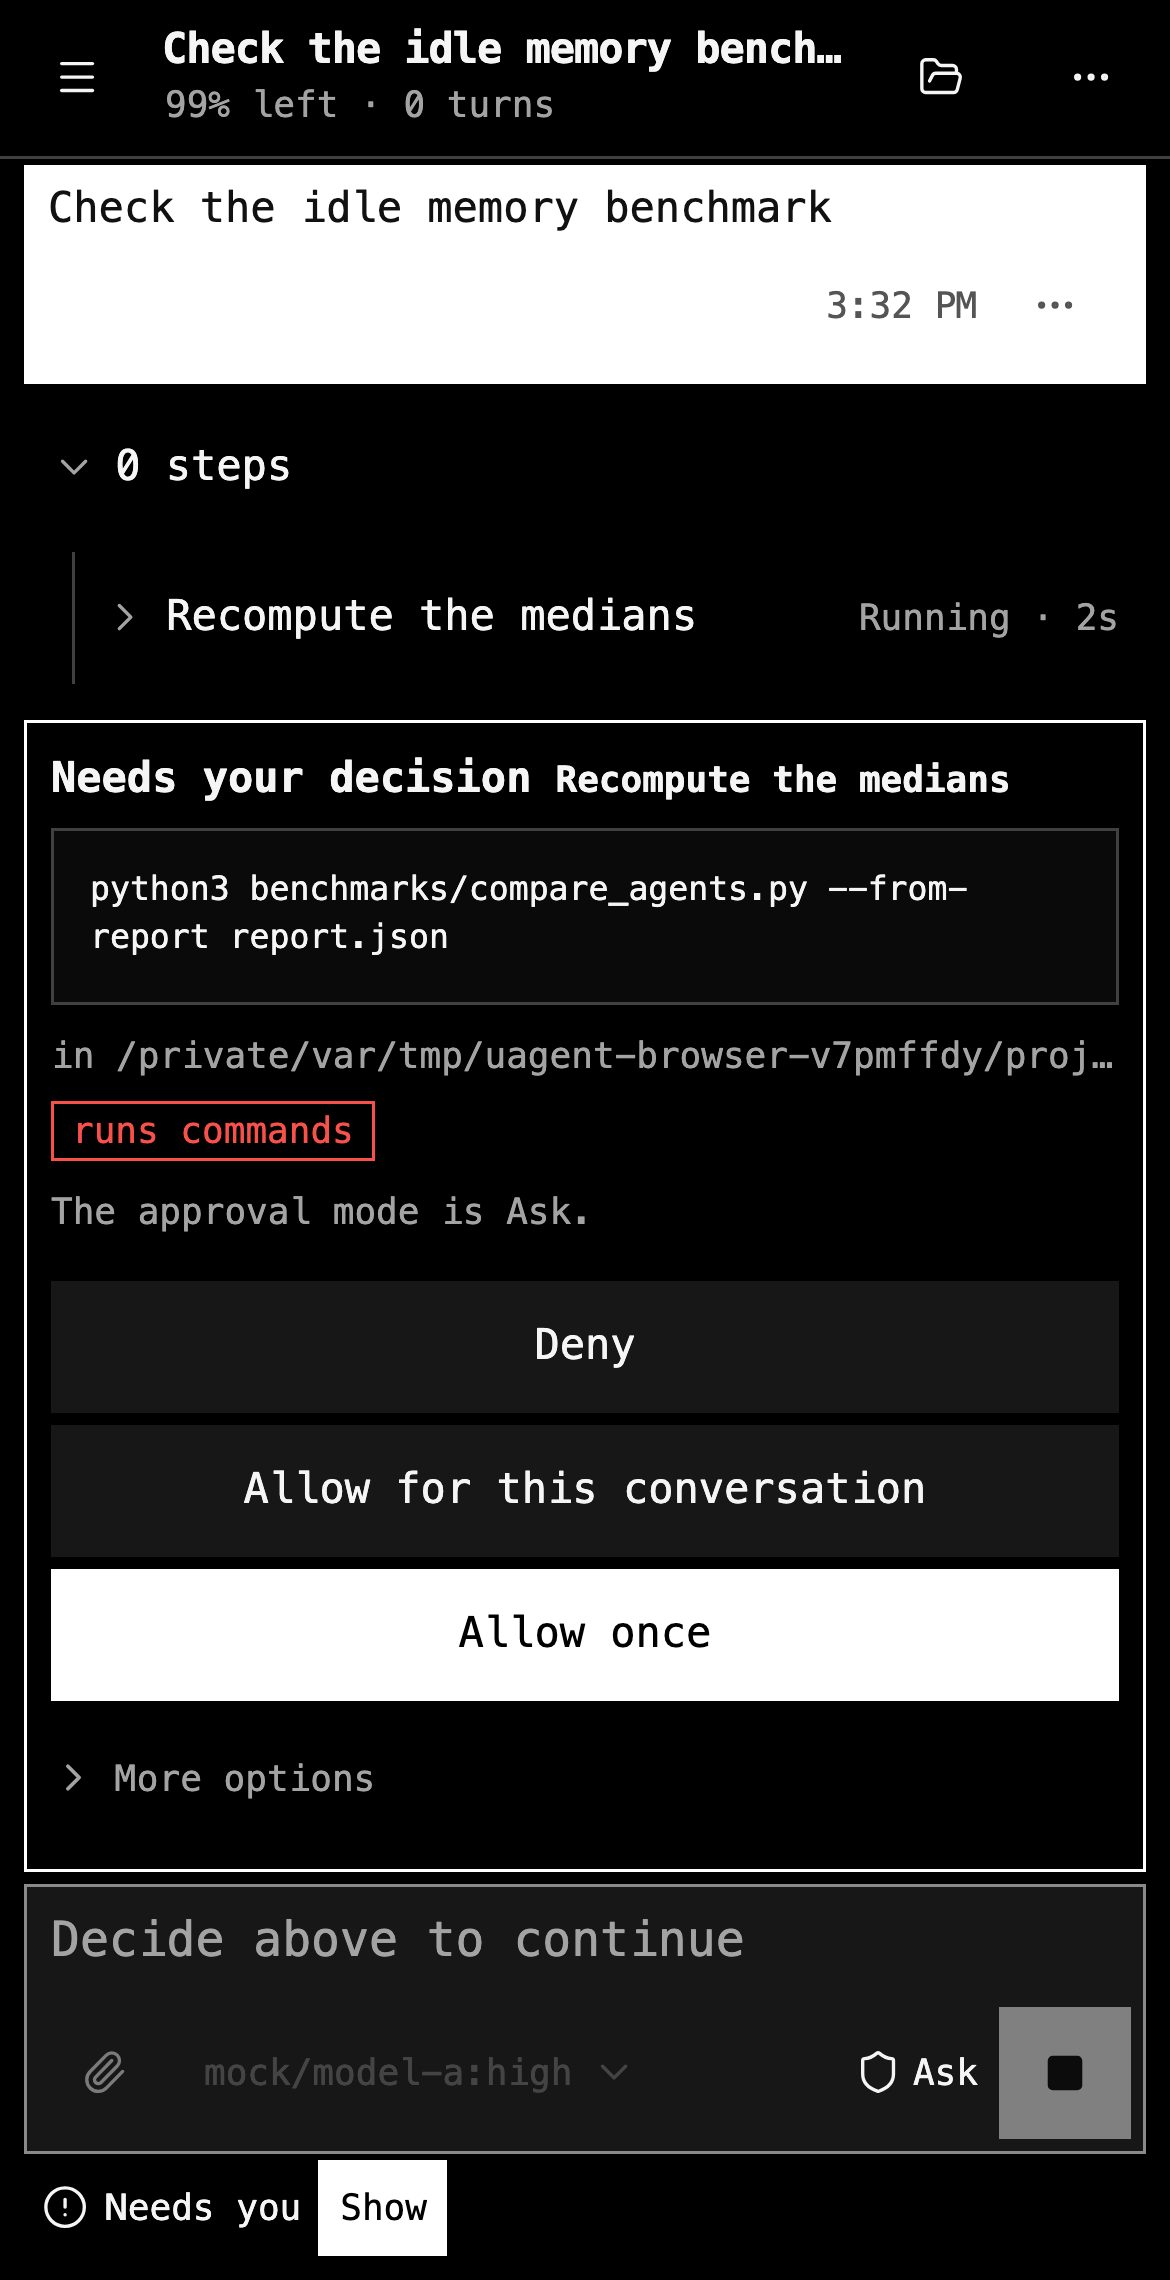 Check the idle memory bench…
99% left · 0 turns
Check the idle memory benchmark
3:32 PM
0 steps
Recompute the medians
Running · 2s
Needs your decision Recompute the medians
python3 benchmarks/compare_agents.py --from-
report report.json
in /private/var/tmp/uagent-browser-v7pmffdy/proj…
runs commands
The approval mode is Ask.
Deny
Allow for this conversation
Allow once
More options
Decide above to continue
mock/model-a:high
Ask
Needs you
Show